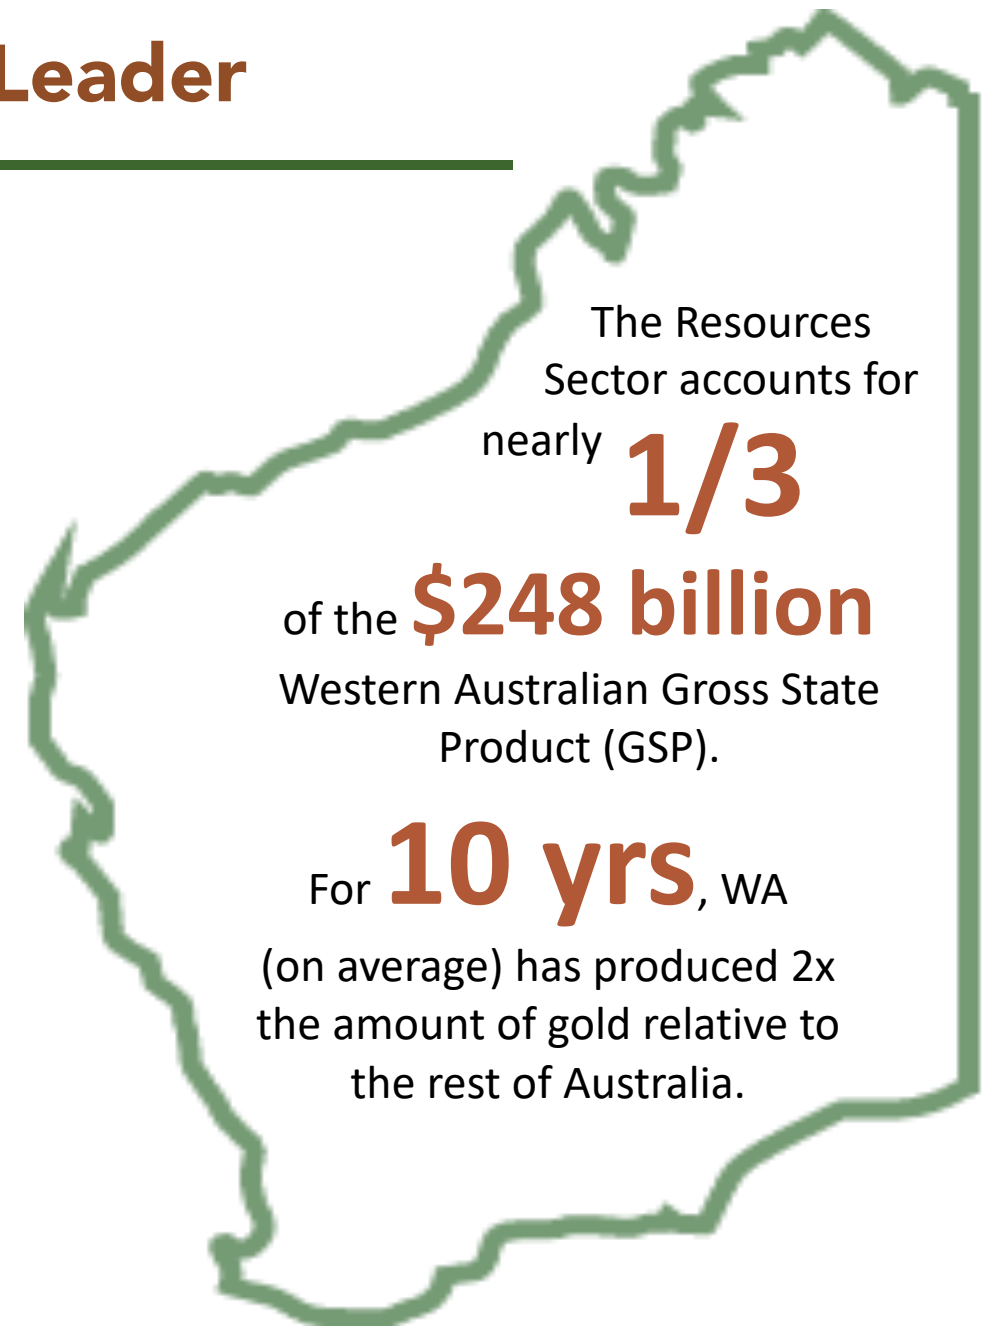 Leader
The Resources
Sector accounts for
nearly 1/3
of the $248 billion
Western Australian Gross State
Product (GSP).
For 10 yrs, WA
(on average) has produced 2x
the amount of gold relative to
the rest of Australia.